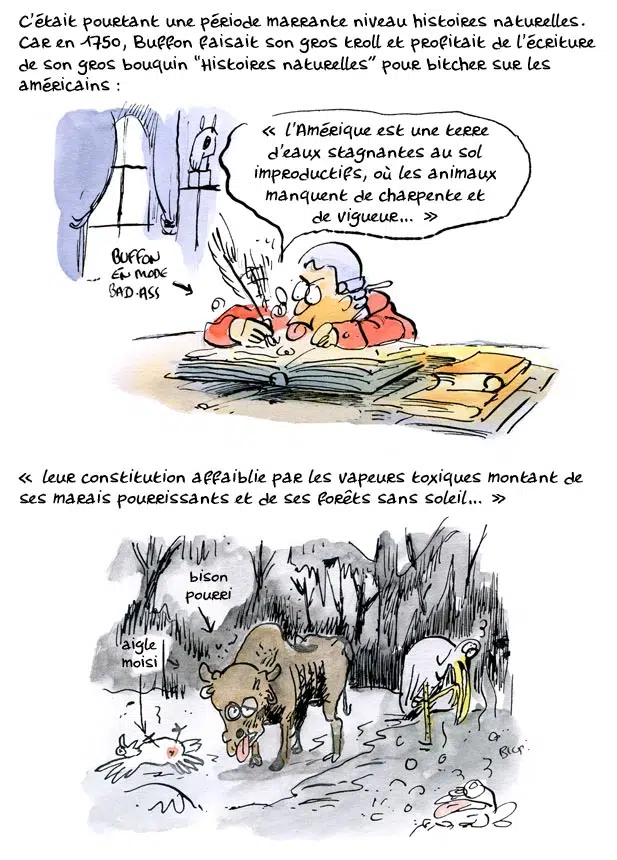 C'était pourtant une période marrante niveau histoires naturelles.
Car en 1750, Buffon faisait son gros troll et profitait de l'écriture
de son gros bouquin "Histoires naturelles" pour bitcher sur les
américains :
« L'Amérique est une terre
d'eaux stagnantes au sol
improductifs, où les animaux
manquent de charpente et
de vigueur... »
BUFFON
EN MODE
BAD-ASS
« leur constitution affaiblie par les vapeurs toxiques montant de
ses marais pourrissants et de ses forêts sans soleil... »
bison
pourri
aigle
moisi